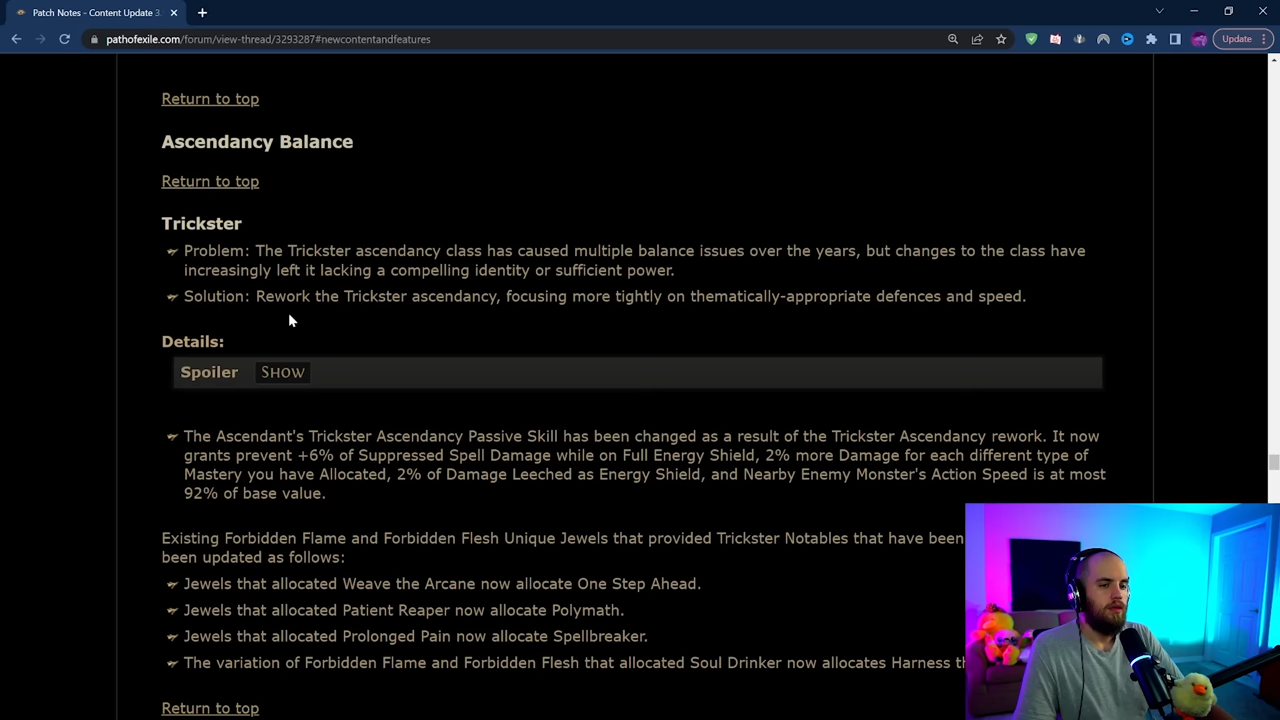 Patch Notes - Content Update 3.
pathofexile.com/forum/view-thread/3293287#newcontentandfeatures
Update
Return to top
Ascendancy Balance
Return to top
Trickster
Problem: The Trickster ascendancy class has caused multiple balance issues over the years, but changes to the class have
increasingly left it lacking a compelling identity or sufficient power.
Solution: Rework the Trickster ascendancy, focusing more tightly on thematically-appropriate defences and speed.
Details:
Spoiler SHOW
The Ascendant's Trickster Ascendancy Passive Skill has been changed as a result of the Trickster Ascendancy rework. It now
grants prevent +6% of Suppressed Spell Damage while on Full Energy Shield, 2% more Damage for each different type of
Mastery you have Allocated, 2% of Damage Leeched as Energy Shield, and Nearby Enemy Monster's Action Speed is at most
92% of base value.
Existing Forbidden Flame and Forbidden Flesh Unique Jewels that provided Trickster Notables that have been
been updated as follows:
Jewels that allocated Weave the Arcane now allocate One Step Ahead.
Jewels that allocated Patient Reaper now allocate Polymath.
Jewels that allocated Prolonged Pain now allocate Spellbreaker.
The variation of Forbidden Flame and Forbidden Flesh that allocated Soul Drinker now allocates Harness
Return to top